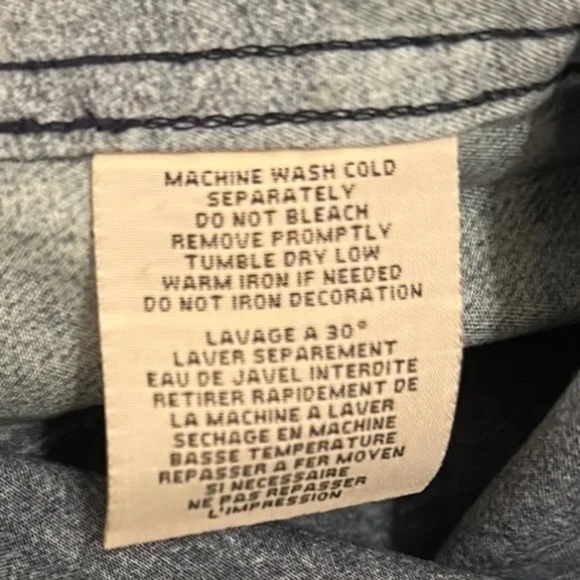 MACHINE WASH COLD
SEPARATELY
DO NOT BLEACH
REMOVE PROMPTLY
TUMBLE DRY LOW
WARM IRON IF NEEDED
DO NOT IRON DECORATION
LAVAGE A 30°
LAVER SEPAREMENT
EAU DE JAVEL INTERDITE
RETIRER RAPIDEMENT DE
LA MACHINE A LAVER
SECHAGE EN MACHINE
BASSE TEMPERATURE
REPASSER A FER MOYEN
SI NECESSAIRE
NE PAS REPASSER
L'IMPRESSION